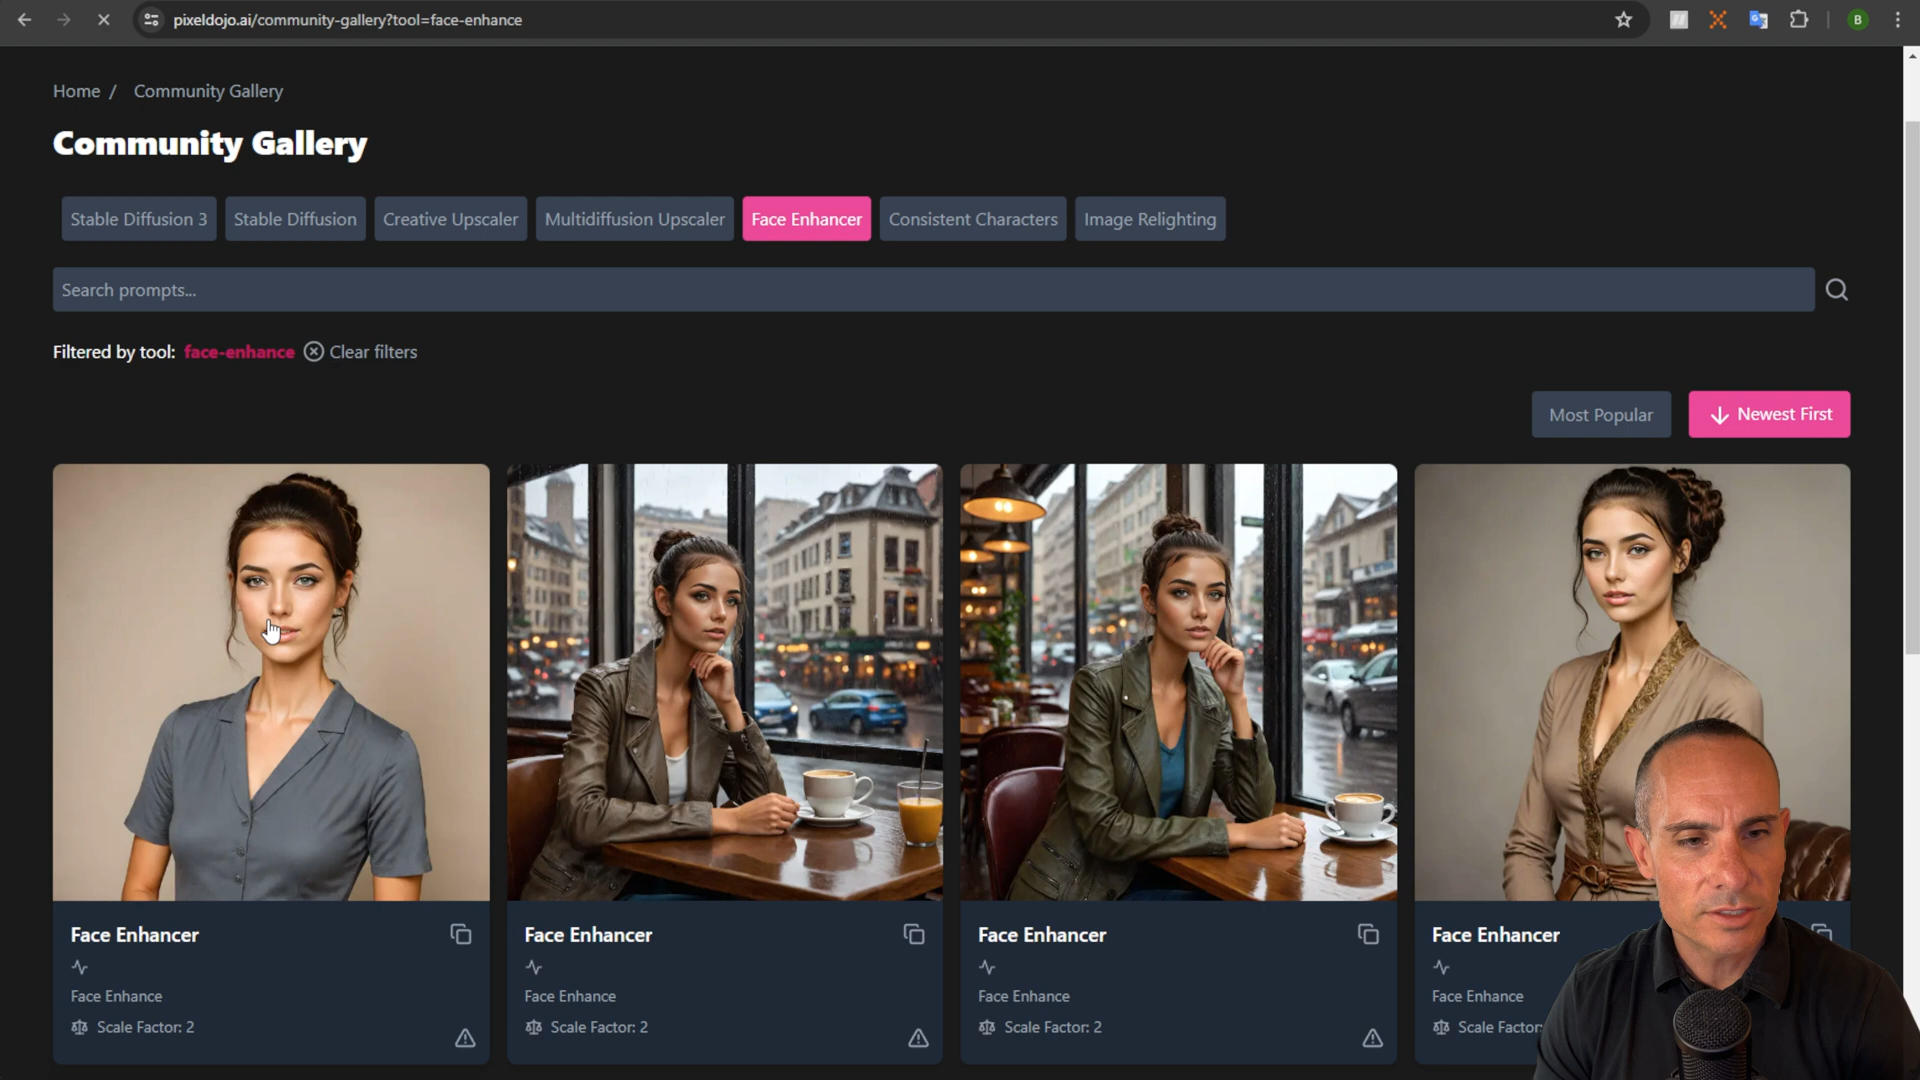 pixeldojo.ai/community-gallery?tool=face-enhance
B
Home / Community Gallery
Community Gallery
Stable Diffusion 3 Stable Diffusion Creative Upscaler Multidiffusion Upscaler Face Enhancer Consistent Characters Image Relighting
Search prompts...
Filtered by tool: face-enhance Clear filters
Most Popular Newest First
Face Enhancer Face Enhancer Face Enhancer Face Enhancer
Face Enhance Face Enhance Face Enhance Face Enhance
Scale Factor: 2 Scale Factor: 2 Scale Factor: 2 Scale Factor: